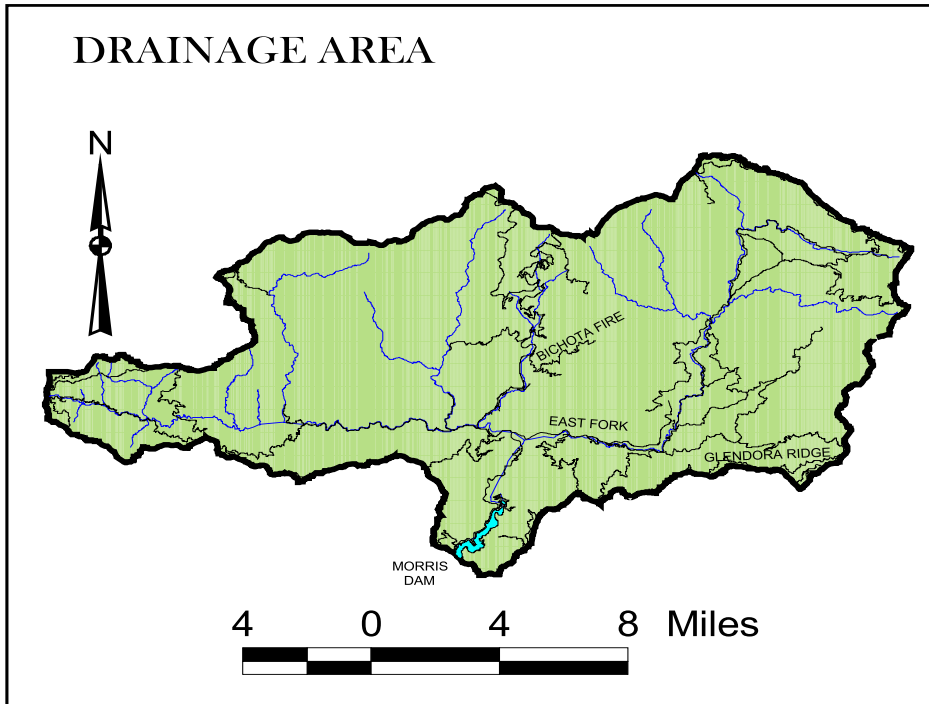 DRAINAGE AREA
N
BICHOTA FIRE
EAST FORK
GLENDORA RIDGE
MORRIS
DAM
4 0 4 8 Miles